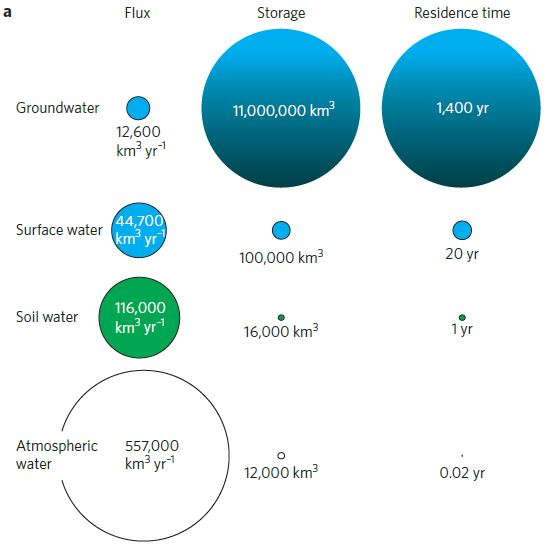 a
Flux
Storage
Residence time
Groundwater
12,600
km³ yr⁻¹
11,000,000 km³
1,400 yr
Surface water
44,700
km³ yr⁻¹
100,000 km³
20 yr
Soil water
116,000
km³ yr⁻¹
16,000 km³
1 yr
Atmospheric
water
557,000
km³ yr⁻¹
12,000 km³
0.02 yr